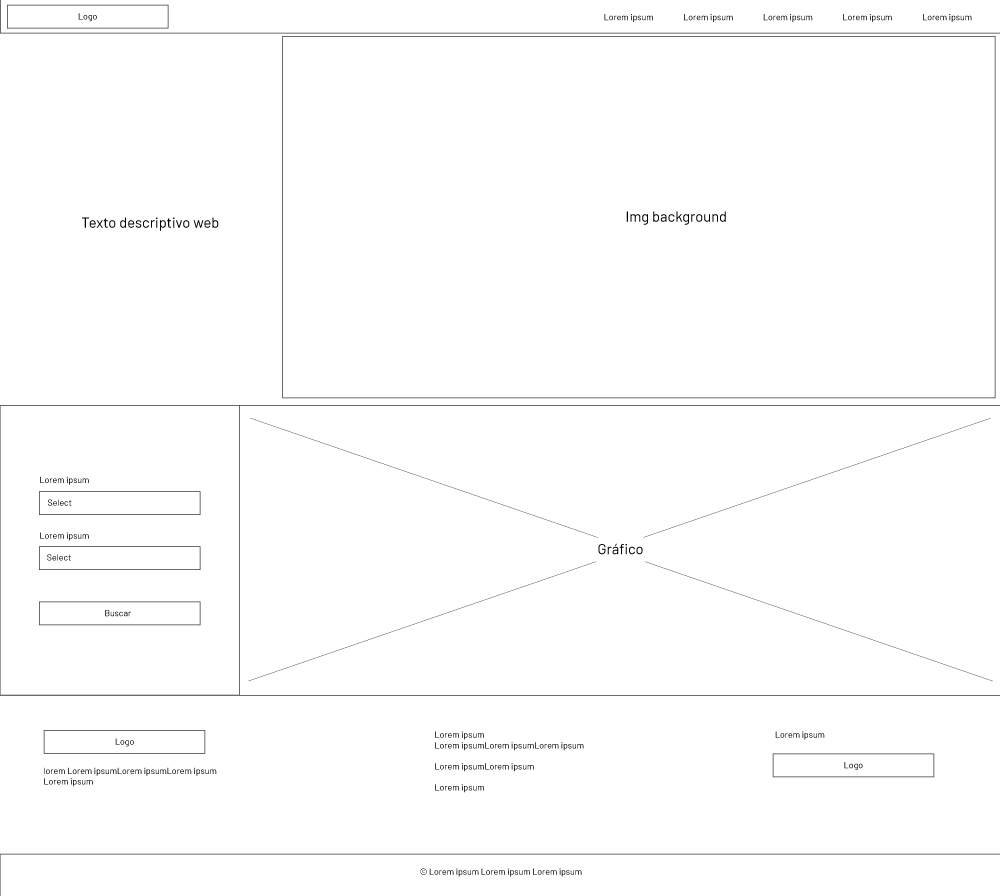 Logo
Lorem ipsum
Lorem ipsum
Lorem ipsum
Lorem ipsum
Lorem ipsum
Texto descriptivo web
Img background
Lorem ipsum
Select
Lorem ipsum
Select
Buscar
Gráfico
Logo
lorem Lorem ipsumLorem ipsumLorem ipsum
Lorem ipsum
Lorem ipsum
Lorem ipsumLorem ipsumLorem ipsum
Lorem ipsumLorem ipsum
Lorem ipsum
Lorem ipsum
Logo
© Lorem ipsum Lorem ipsum Lorem ipsum